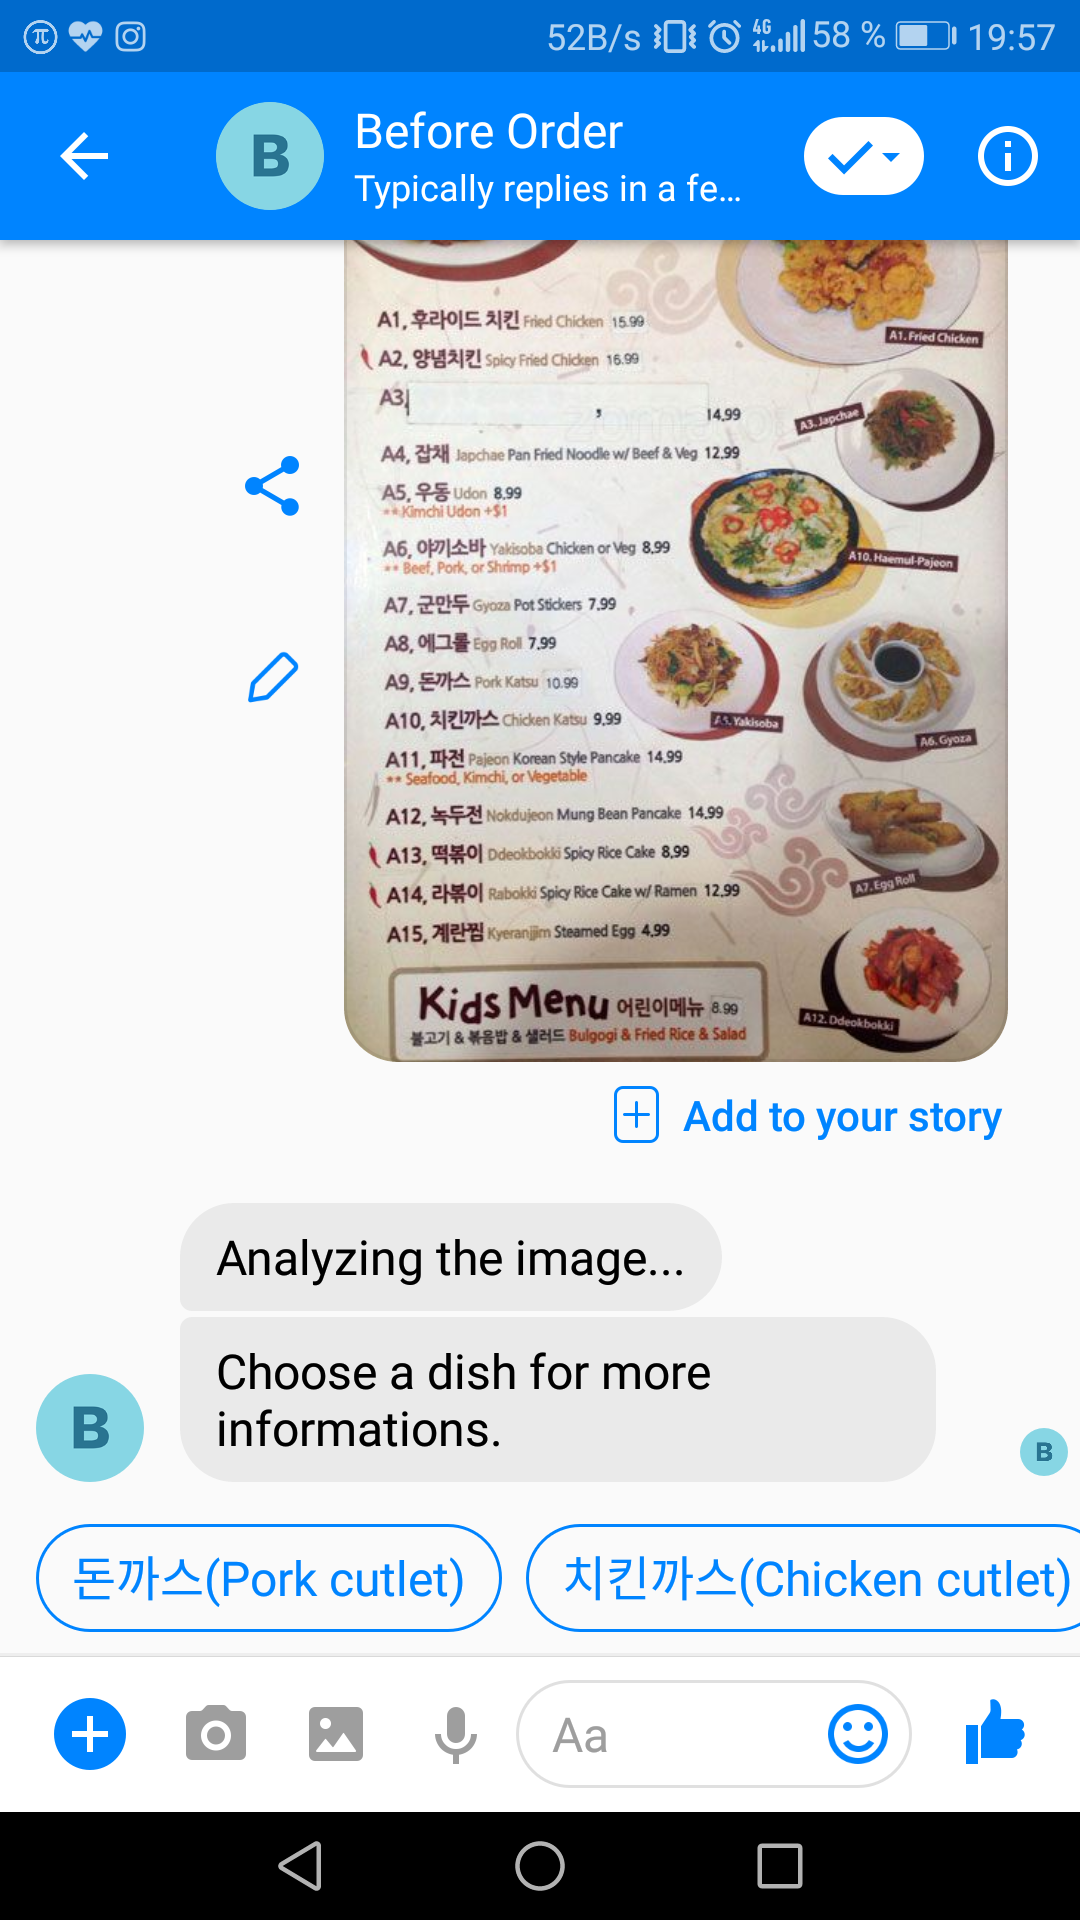 52B/s 4G 58 % 19:57
B
Before Order
Typically replies in a fe...
A1. Fried Chicken
A1, 후라이드 치킨 Fried Chicken 15.99
A2, 양념치킨 Spicy Fried Chicken 16.99
A3, , 14.99
A3. Japchae
zomato
A4, 잡채 Japchae Pan Fried Noodle w/ Beef & Veg 12.99
A5, 우동 Udon 8.99
**Kimchi Udon +$1
A6, 야끼소바 Yakisoba Chicken or Veg 8.99
** Beef, Pork, or Shrimp +$1
A10. Haemul-Pajeon
A7, 군만두 Gyoza Pot Stickers 7.99
A8, 에그롤 Egg Roll 7.99
A9, 돈까스 Pork Katsu 10.99
A10, 치킨까스 Chicken Katsu 9.99
A5. Yakisoba
A6. Gyoza
A11, 파전 Pajeon Korean Style Pancake 14.99
** Seafood, Kimchi, or Vegetable
A12, 녹두전 Nokdujeon Mung Bean Pancake 14.99
A13, 떡볶이 Ddeokbokki Spicy Rice Cake 8.99
A14, 라볶이 Rabokki Spicy Rice Cake w/ Ramen 12.99
A7. Egg Roll
A15, 계란찜 Kyeranjjim Steamed Egg 4.99
Kids Menu 어린이메뉴 8.99
불고기 & 볶음밥 & 샐러드 Bulgogi & Fried Rice & Salad
A12. Ddeokbokki
Add to your story
Analyzing the image...
Choose a dish for more
informations.
B
B
돈까스(Pork cutlet)
치킨까스(Chicken cutlet)
Aa